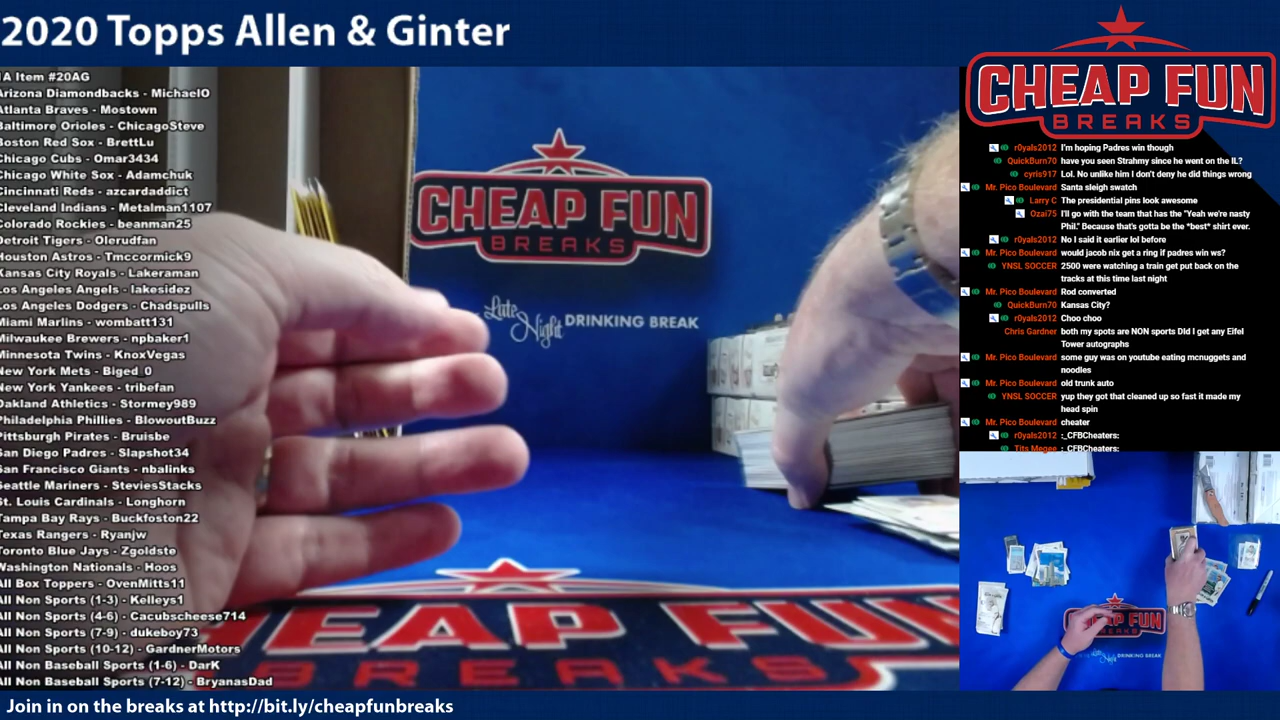 2020 Topps Allen & Ginter
1A Item #20AG
Arizona Diamondbacks - MichaelO
Atlanta Braves - Mostown
Baltimore Orioles - ChicagoSteve
Boston Red Sox - BrettLu
Chicago Cubs - Omar3434
Chicago White Sox - Adamchuk
Cincinnati Reds - azcardaddict
Cleveland Indians - Metalman1107
Colorado Rockies - beanman25
Detroit Tigers - Olerudfan
Houston Astros - Tmccormick9
Kansas City Royals - Lakeraman
Los Angeles Angels - lakesidez
Los Angeles Dodgers - Chadspulls
Miami Marlins - wombatt131
Milwaukee Brewers - npbaker1
Minnesota Twins - KnoxVegas
New York Mets - Biged_0
New York Yankees - tribefan
Oakland Athletics - Stormey989
Philadelphia Phillies - BlowoutBuzz
Pittsburgh Pirates - Bruisbe
San Diego Padres - Slapshot34
San Francisco Giants - nbalinks
Seattle Mariners - SteviesStacks
St. Louis Cardinals - Longhorn
Tampa Bay Rays - Buckfoston22
Texas Rangers - Ryanjw
Toronto Blue Jays - Zgoldste
Washington Nationals - Hoos
All Box Toppers - OvenMitts11
All Non Sports (1-3) - Kelleys1
All Non Sports (4-6) - Cacubscheese714
All Non Sports (7-9) - dukeboy73
All Non Sports (10-12) - GardnerMotors
All Non Baseball Sports (1-6) - DarK
All Non Baseball Sports (7-12) - BryanasDad
CHEAP FUN
BREAKS
Late Night DRINKING BREAK
CHEAP FUN
BREAKS
CHEAP FUN
BREAKS
r0yals2012 I'm hoping Padres win though
QuickBurn70 have you seen Strahmy since he went on the IL?
cyris917 Lol. No unlike him I don't deny he did things wrong
Mr. Pico Boulevard Santa sleigh swatch
Larry C The presidential pins look awesome
Ozai75 I'll go with the team that has the "Yeah we're nasty
Phil." Because that's gotta be the *best* shirt ever.
r0yals2012 No I said it earlier lol before
Mr. Pico Boulevard would jacob nix get a ring if padres win ws?
YNSL SOCCER 2500 were watching a train get put back on the
tracks at this time last night
Mr. Pico Boulevard Rod converted
QuickBurn70 Kansas City?
r0yals2012 Choo choo
Chris Gardner both my spots are NON sports DId I get any Eifel
Tower autographs
Mr. Pico Boulevard some guy was on youtube eating mcnuggets and
noodles
Mr. Pico Boulevard old trunk auto
YNSL SOCCER yup they got that cleaned up so fast it made my
head spin
Mr. Pico Boulevard cheater
r0yals2012 :_CFBCheaters:
Tits Megee :_CFBCheaters:
CHEAP FUN
BREAKS
Late Night DRINKING BREAK
Join in on the breaks at http://bit.ly/cheapfunbreaks